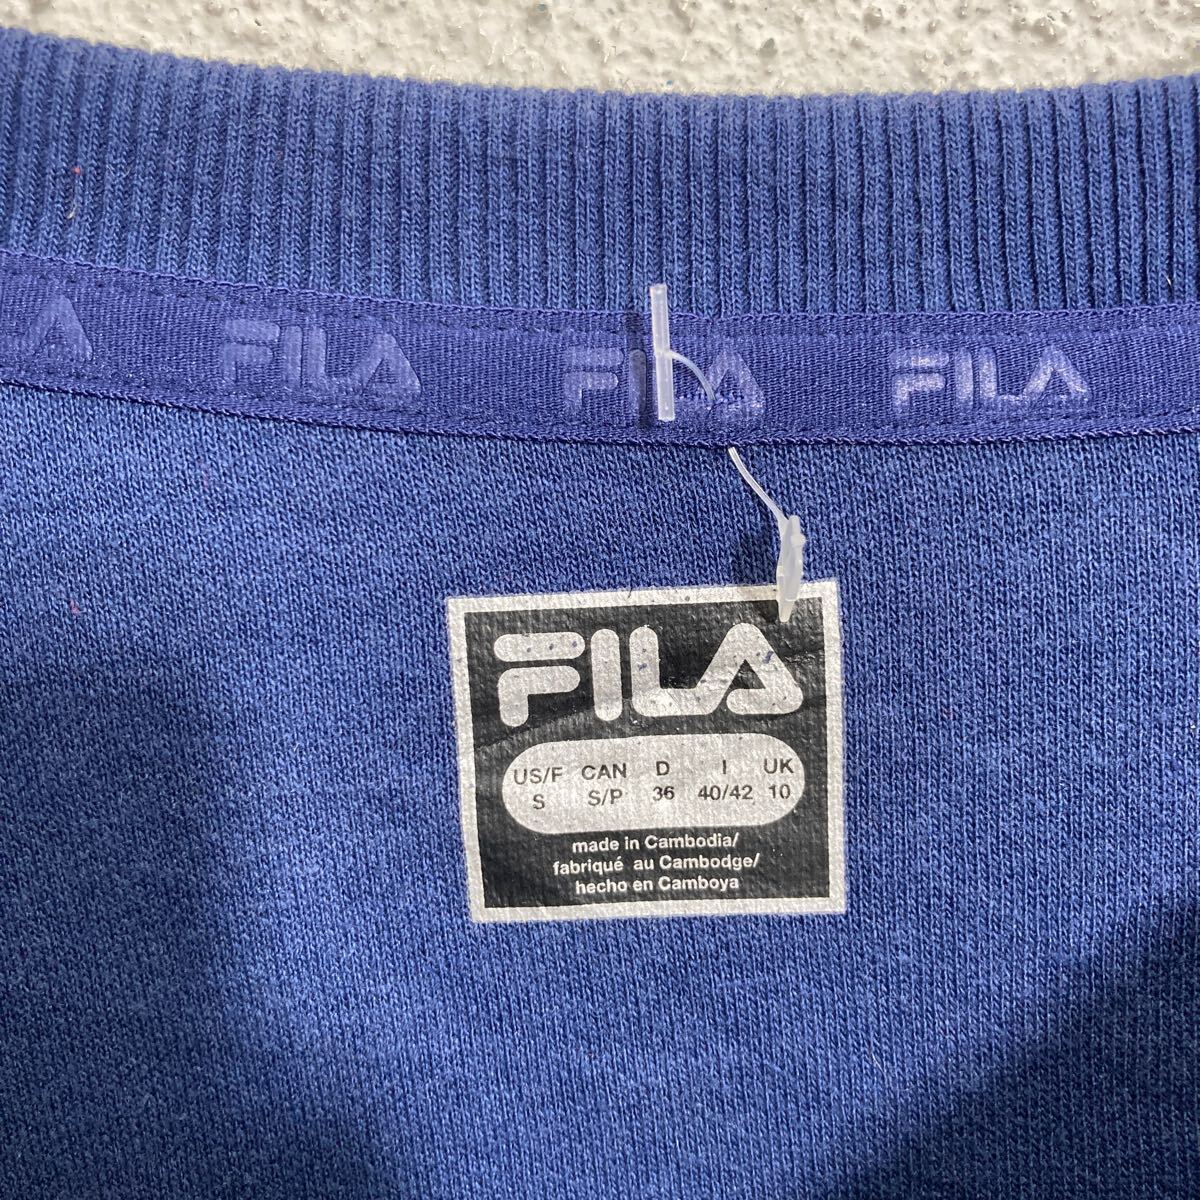 FILA FILA FILA
FILA
US/F CAN D I UK
S S/P 36 40/42 10
made in Cambodia/
fabriqué au Cambodge/
hecho en Camboya